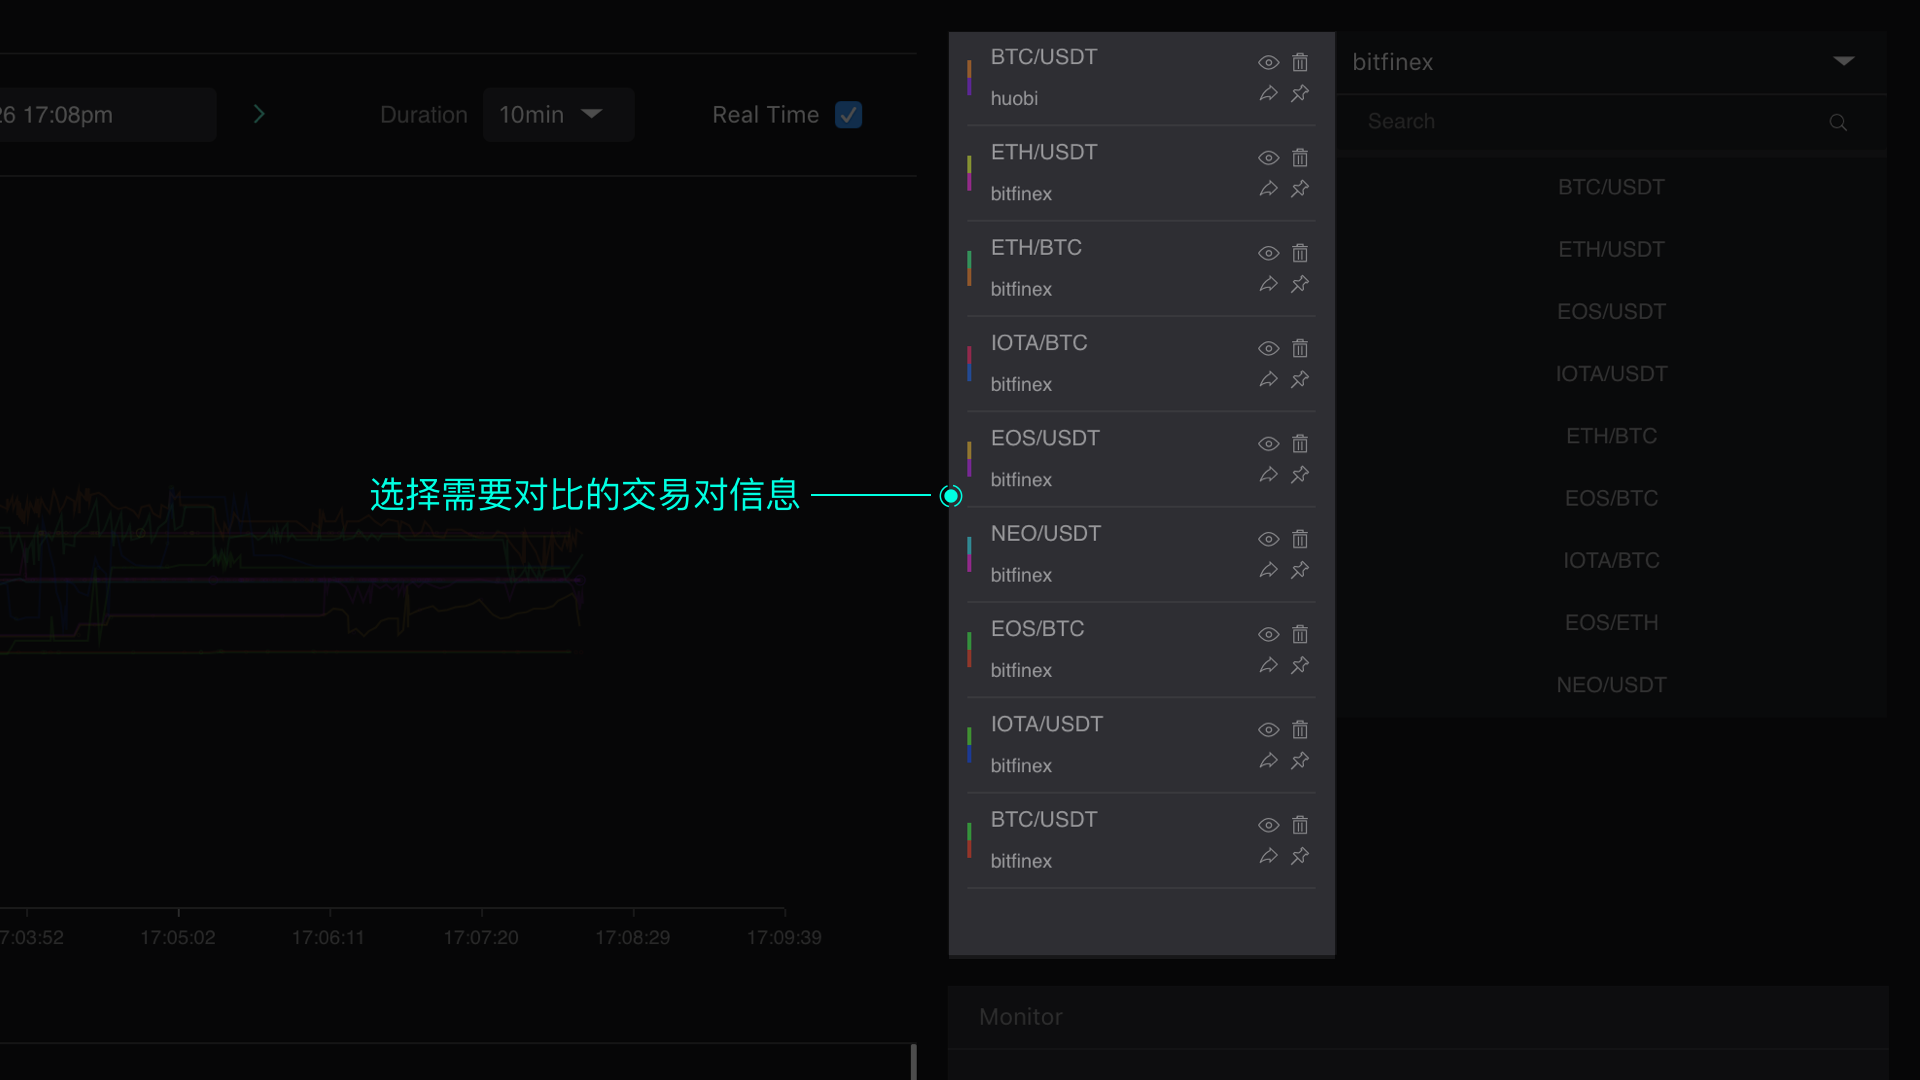 26 17:08pm
Duration
10min
Real Time
选择需要对比的交易对信息
7:03:52
17:05:02
17:06:11
17:07:20
17:08:29
17:09:39
BTC/USDT
huobi
ETH/USDT
bitfinex
ETH/BTC
bitfinex
IOTA/BTC
bitfinex
EOS/USDT
bitfinex
NEO/USDT
bitfinex
EOS/BTC
bitfinex
IOTA/USDT
bitfinex
BTC/USDT
bitfinex
bitfinex
Search
BTC/USDT
ETH/USDT
EOS/USDT
IOTA/USDT
ETH/BTC
EOS/BTC
IOTA/BTC
EOS/ETH
NEO/USDT
Monitor